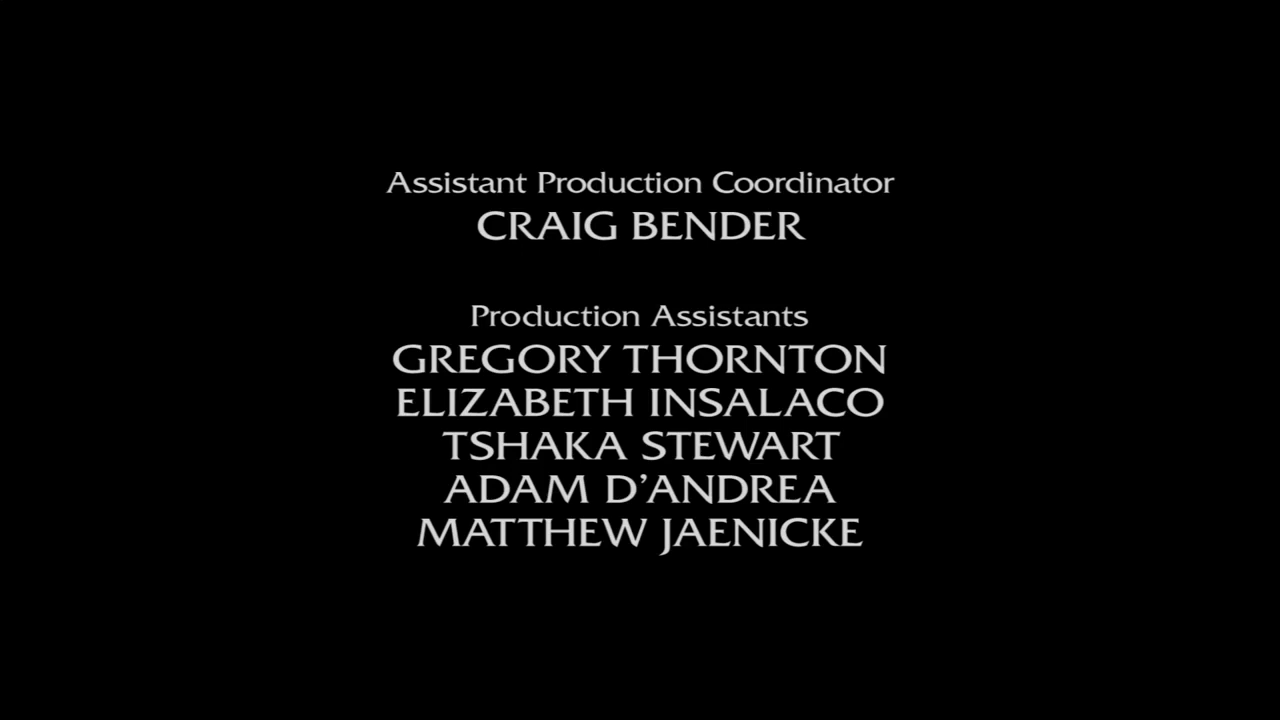 Assistant Production Coordinator
CRAIG BENDER
Production Assistants
GREGORY THORNTON
ELIZABETH INSALACO
TSHAKA STEWART
ADAM D’ANDREA
MATTHEW JAENICKE